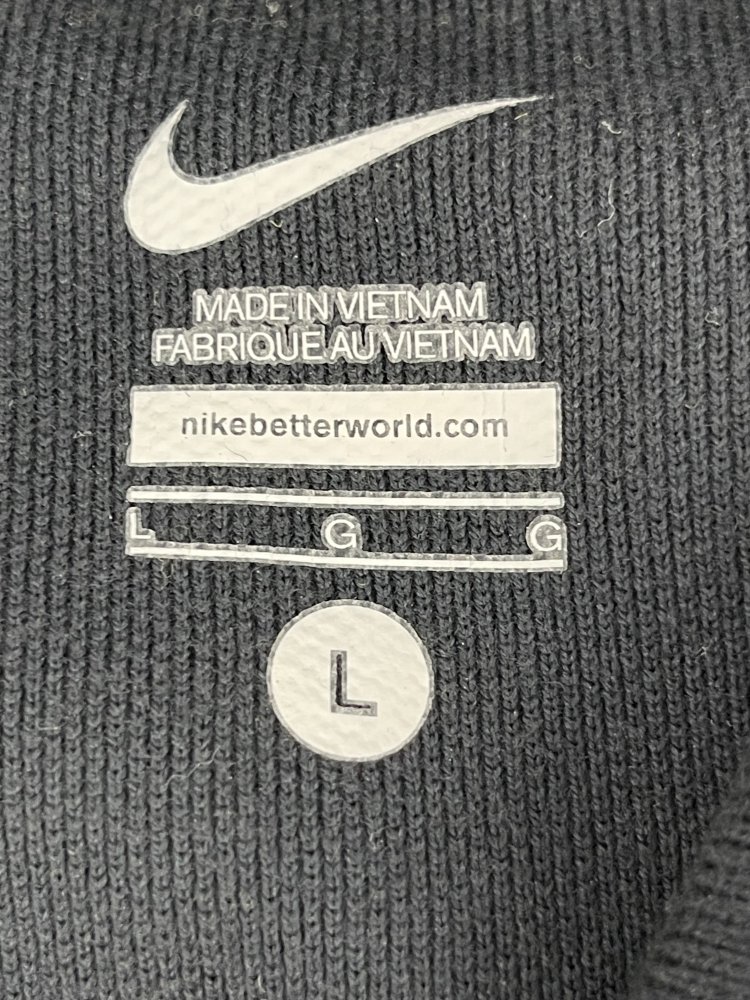 MADE IN VIETNAM
FABRIQUE AU VIETNAM
nikebetterworld.com
L G G
L